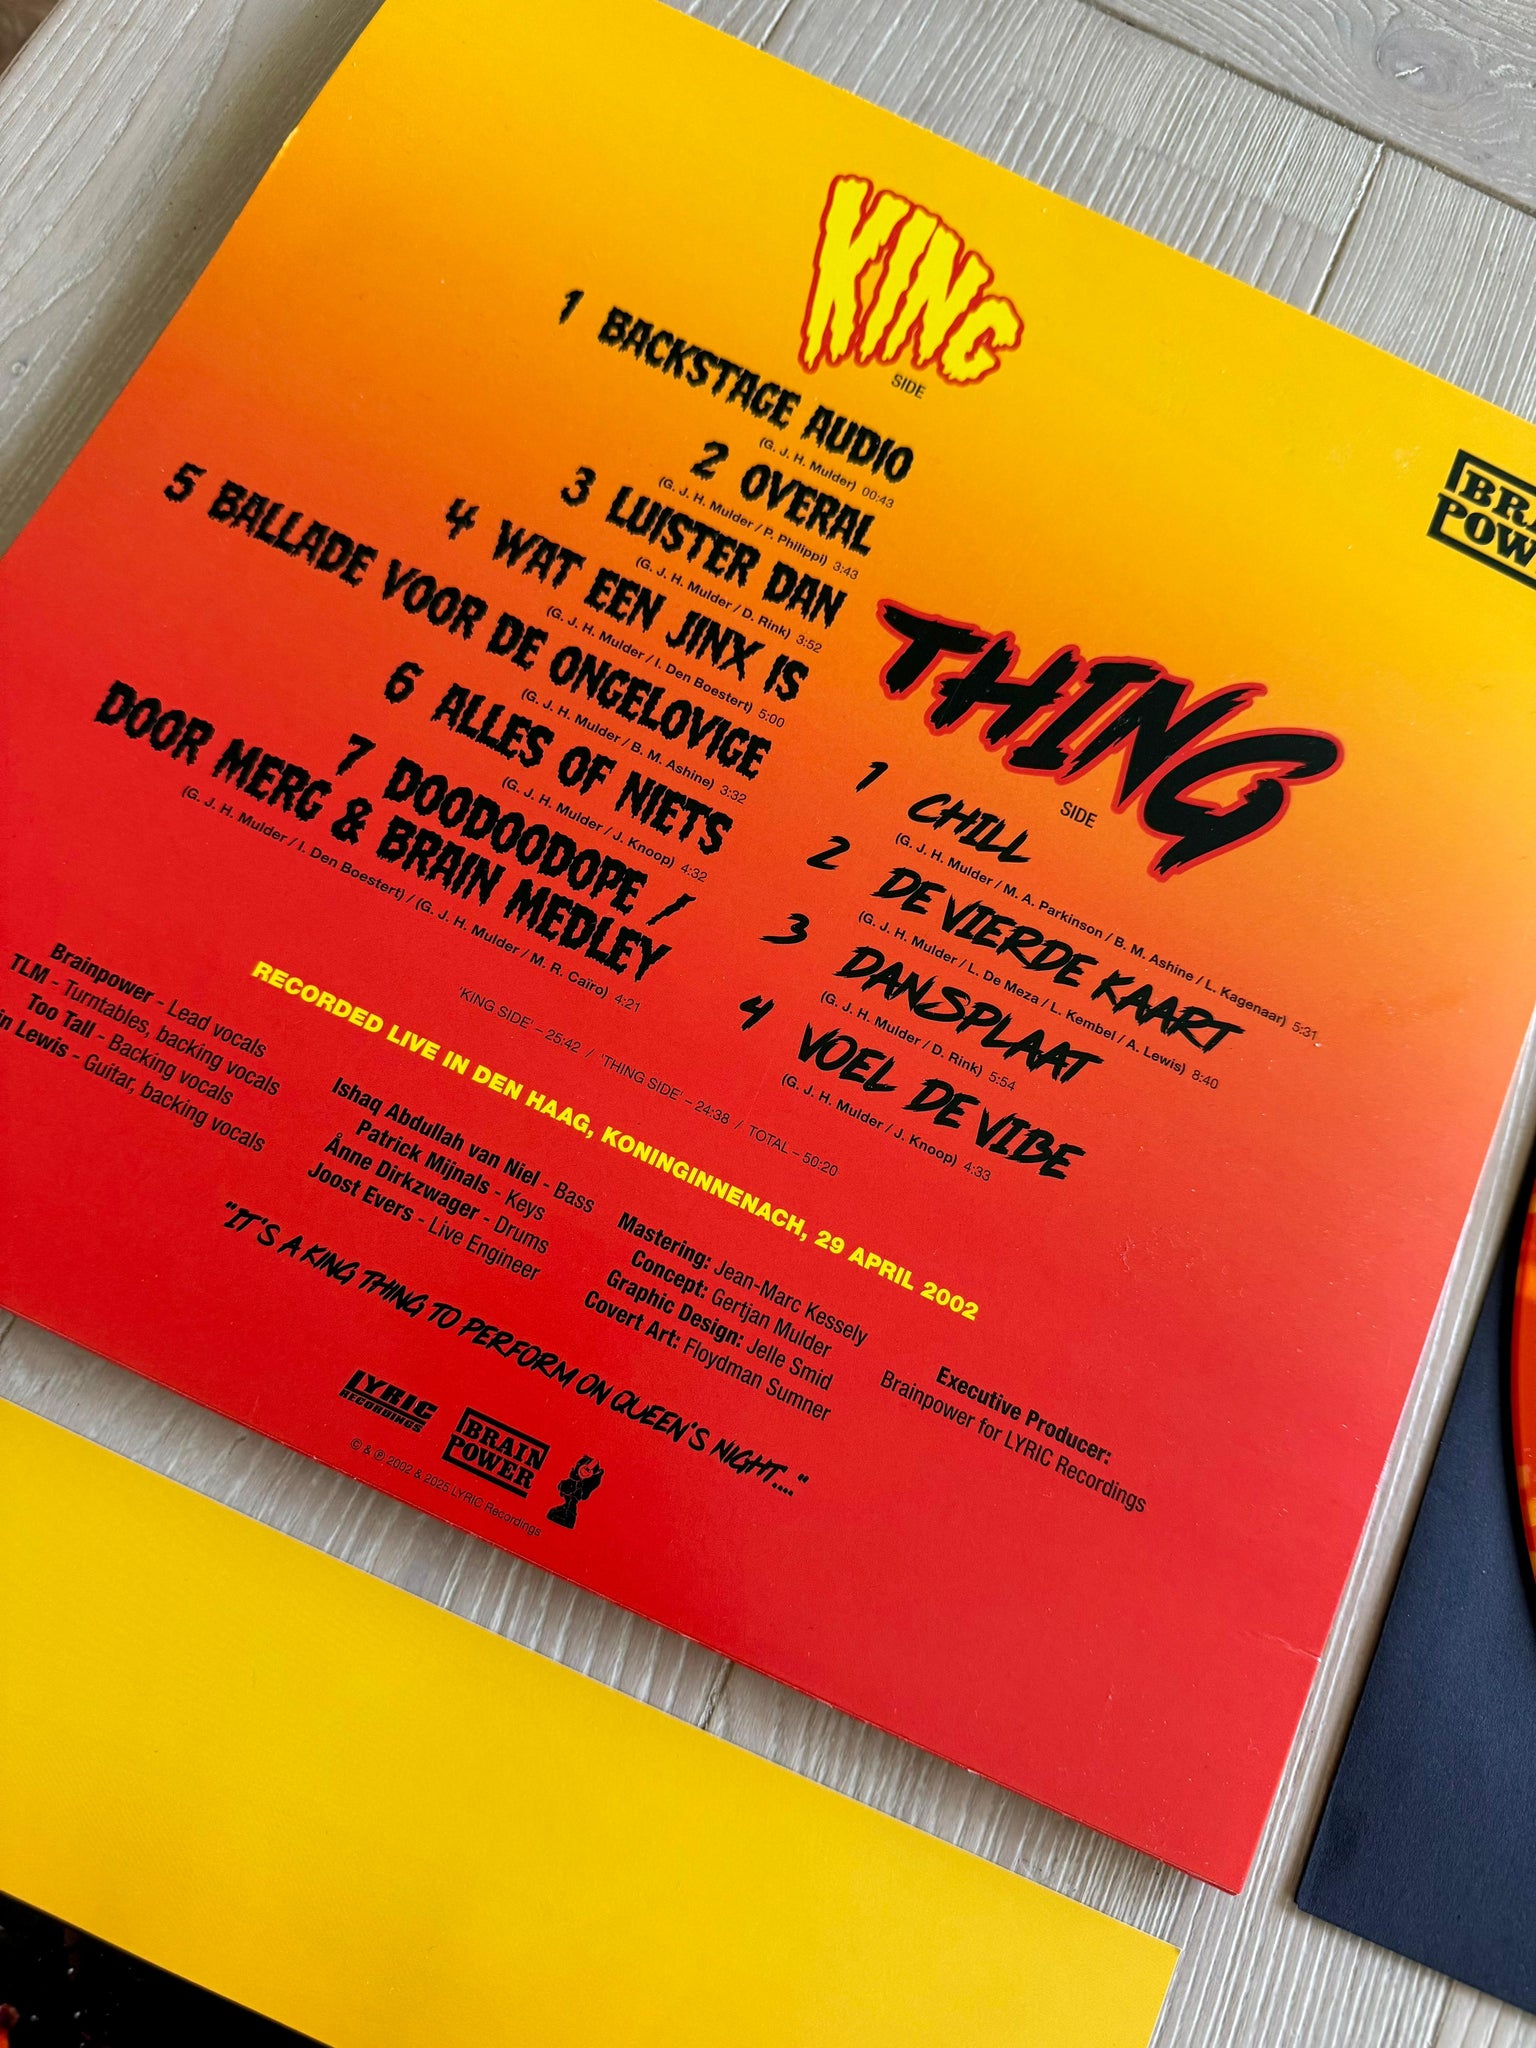 KING
SIDE
1 BACKSTAGE AUDIO
(G. J. H. Mulder) 00:43
2 OVERAL
(G. J. H. Mulder / P. Philippi) 3:43
3 LUISTER DAN
(G. J. H. Mulder / D. Rink) 3:52
4 WAT EEN JINX IS
(G. J. H. Mulder / I. Den Boestert) 5:00
5 BALLADE VOOR DE ONGELOVIGE
(G. J. H. Mulder / B. M. Ashine) 3:32
6 ALLES OF NIETS
(G. J. H. Mulder / J. Knoop) 4:32
7 DOODOODOPE /
DOOR MERG & BRAIN MEDLEY
(G. J. H. Mulder / I. Den Boestert) / (G. J. H. Mulder / M. R. Caïro) 4:21
THING
SIDE
1 CHILL
(G. J. H. Mulder / M. A. Parkinson / B. M. Ashine / L. Kagenaar) 5:31
2 DE VIERDE KAART
(G. J. H. Mulder / L. De Meza / L. Kembel / A. Lewis) 8:40
3 DANSPLAAT
(G. J. H. Mulder / D. Rink) 5:54
4 VOEL DE VIBE
(G. J. H. Mulder / J. Knoop) 4:33
'KING SIDE' – 25:42 / 'THING SIDE' – 24:38 / TOTAL – 50:20
RECORDED LIVE IN DEN HAAG, KONINGINNENACH, 29 APRIL 2002
Brainpower - Lead vocals
TLM - Turntables, backing vocals
Too Tall - Backing vocals
in Lewis - Guitar, backing vocals
Ishaq Abdullah van Niel - Bass
Patrick Mijnals - Keys
Ånne Dirkzwager - Drums
Joost Evers - Live Engineer
Mastering: Jean-Marc Kessely
Concept: Gertjan Mulder
Graphic Design: Jelle Smid
Covert Art: Floydman Sumner
Executive Producer:
Brainpower for LYRIC Recordings
"IT'S A KING THING TO PERFORM ON QUEEN'S NIGHT...."
LYRIC
RECORDINGS
BRAIN
POWER
© & ℗ 2002 & 2025 LYRIC Recordings
BRA
POW